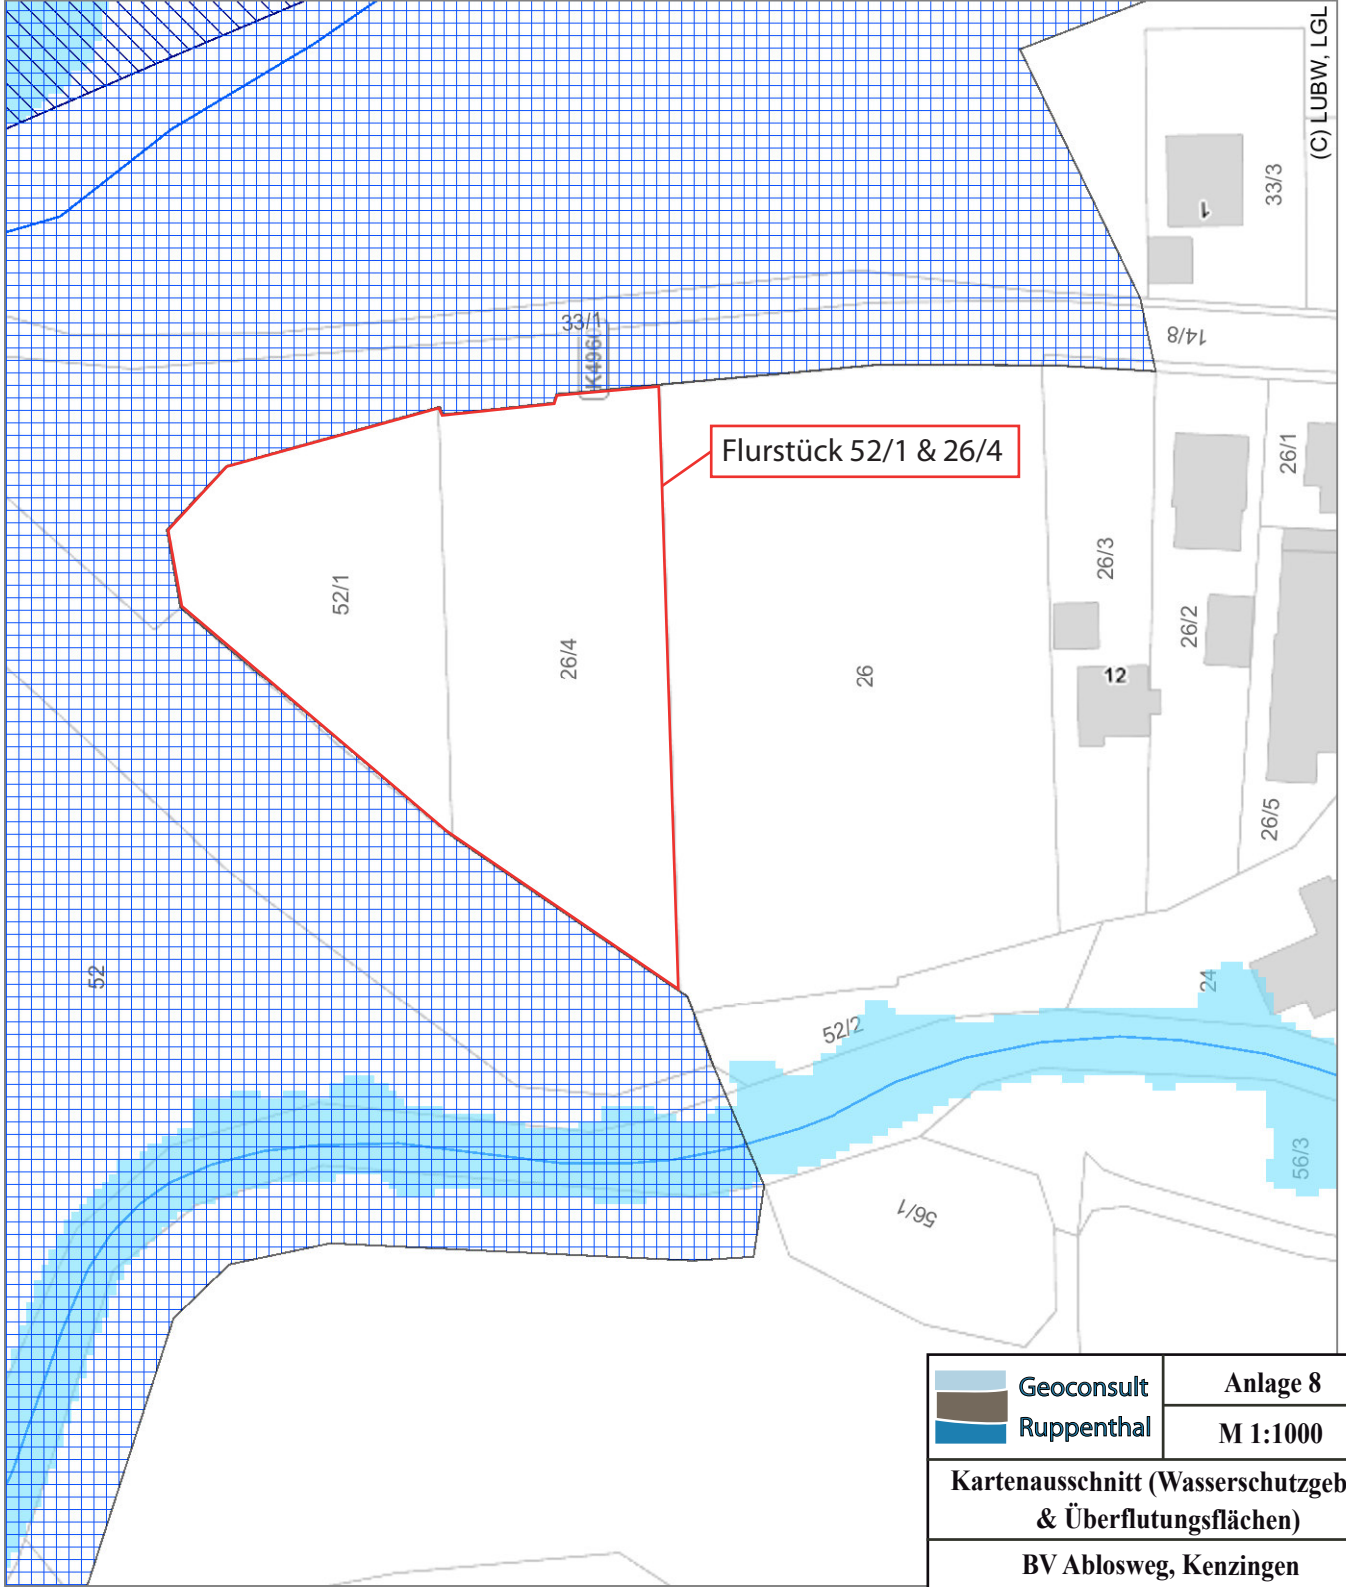 (C) LUBW, LGL
33/3
1
33/1
K496
14/8
Flurstück 52/1 & 26/4
26/1
26/3
52/1
26/2
26/4
26
12
26/5
52
24
52/2
56/3
56/1
Geoconsult
Ruppenthal
Anlage 8
M 1:1000
Kartenausschnitt (Wasserschutzgeb
& Überflutungsflächen)
BV Ablosweg, Kenzingen